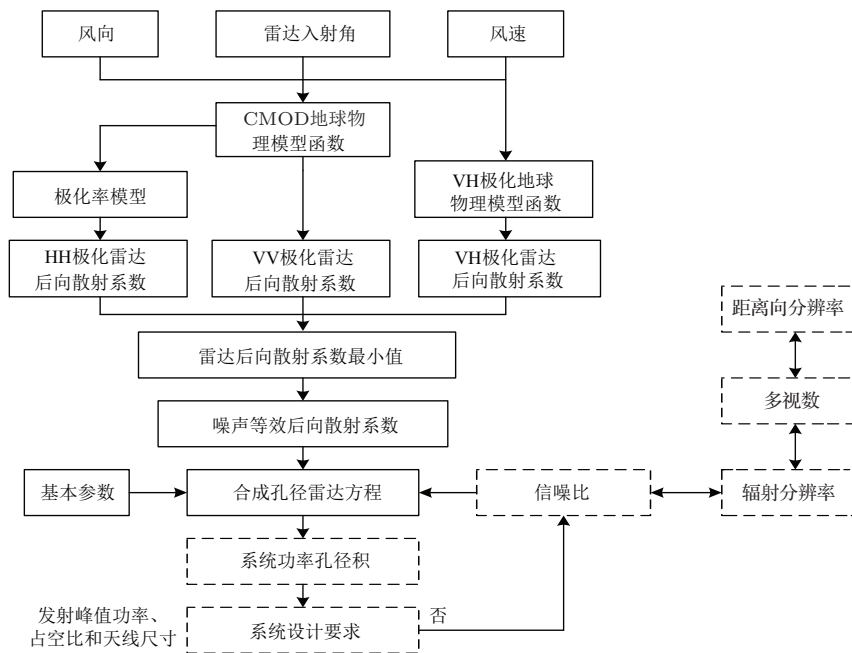 风向
雷达入射角
风速
CMOD地球物
理模型函数
极化率模型
VH极化地球
物理模型函数
HH极化雷达
后向散射系数
VV极化雷达
后向散射系数
VH极化雷达
后向散射系数
距离向分辨率
雷达后向散射系数最小值
多视数
噪声等效后向散射系数
基本参数
合成孔径雷达方程
信噪比
辐射分辨率
系统功率孔径积
发射峰值功率、
占空比和天线尺寸
系统设计要求
否